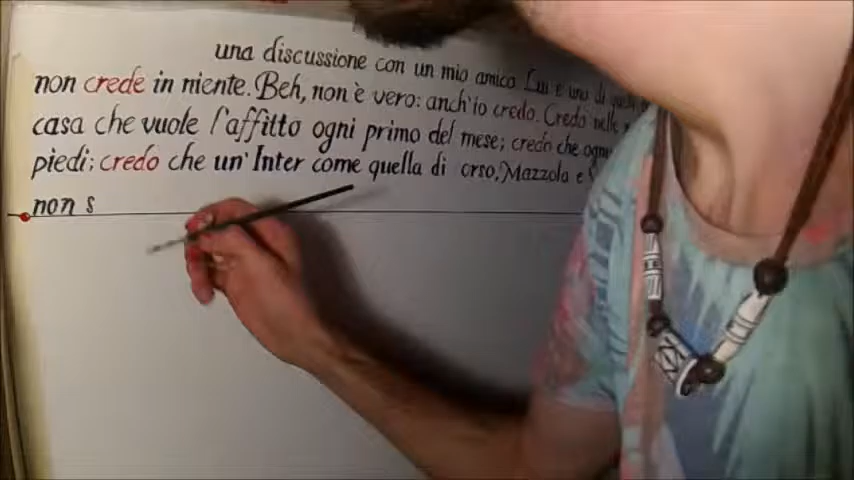 una discussione con un mio amico. Lui è uno di quelli
non crede in niente. Beh, non è vero: anch'io credo. Credo nelle
casa che vuole l'affitto ogni primo del mese; credo che ogni
piedi; credo che un'Inter come quella di orso, Mazzola e
non s